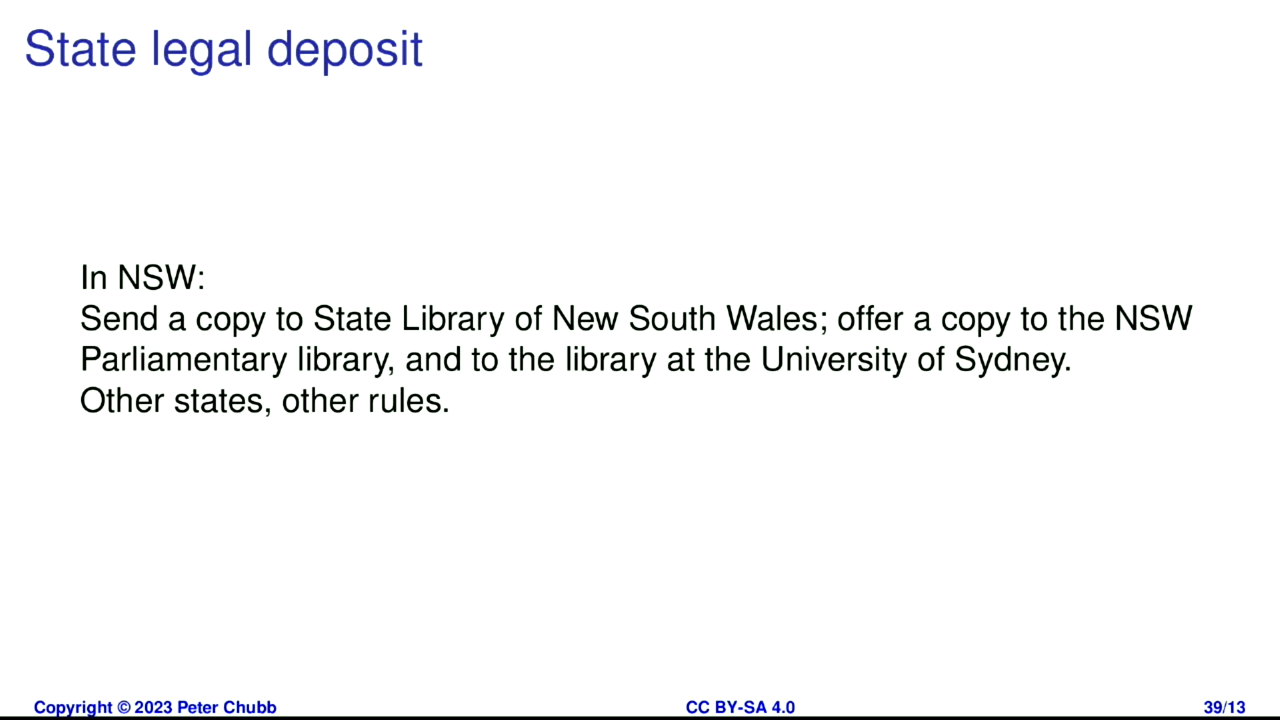 State legal deposit
In NSW:
Send a copy to State Library of New South Wales; offer a copy to the NSW
Parliamentary library, and to the library at the University of Sydney.
Other states, other rules.
Copyright © 2023 Peter Chubb
CC BY-SA 4.0
39/13